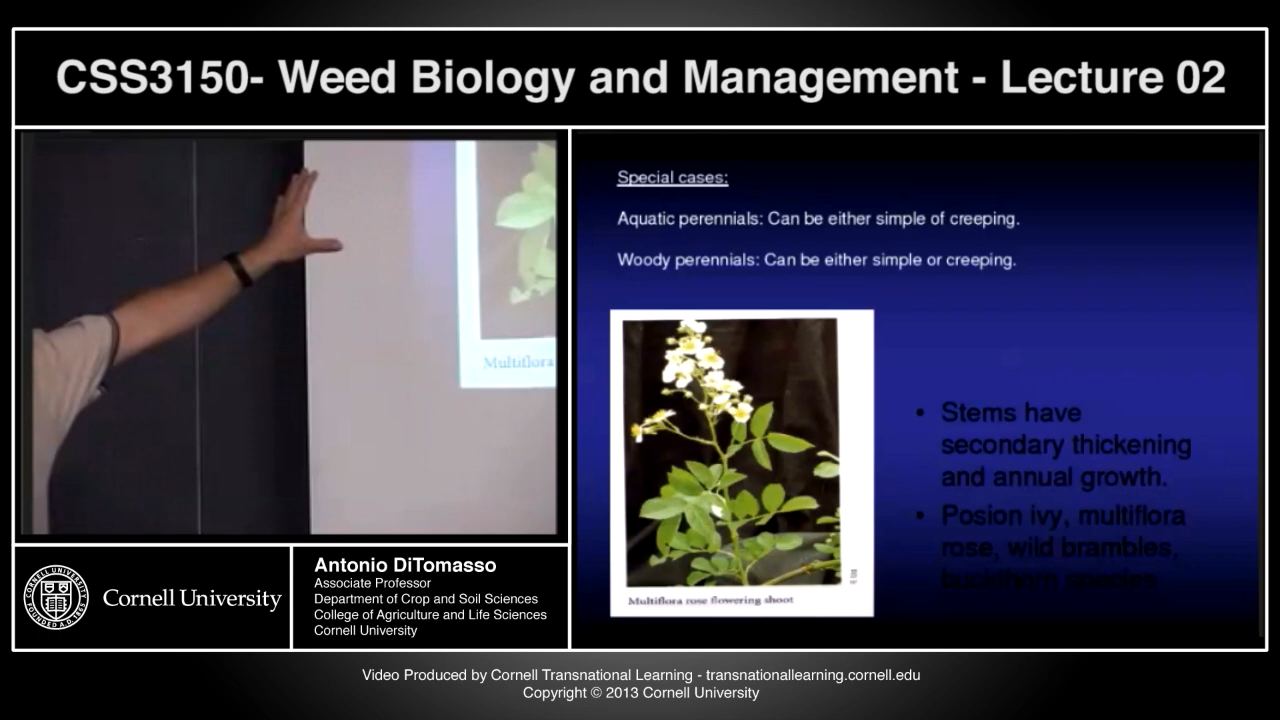 CSS3150- Weed Biology and Management - Lecture 02
Multiflora
Special cases:
Aquatic perennials: Can be either simple of creeping.
Woody perennials: Can be either simple or creeping.
Multiflora rose flowering shoot
• Stems have
secondary thickening
and annual growth.
• Posion ivy, multiflora
rose, wild brambles,
buckthorn species
Cornell University
Antonio DiTomasso
Associate Professor
Department of Crop and Soil Sciences
College of Agriculture and Life Sciences
Cornell University
Video Produced by Cornell Transnational Learning - transnationallearning.cornell.edu
Copyright © 2013 Cornell University